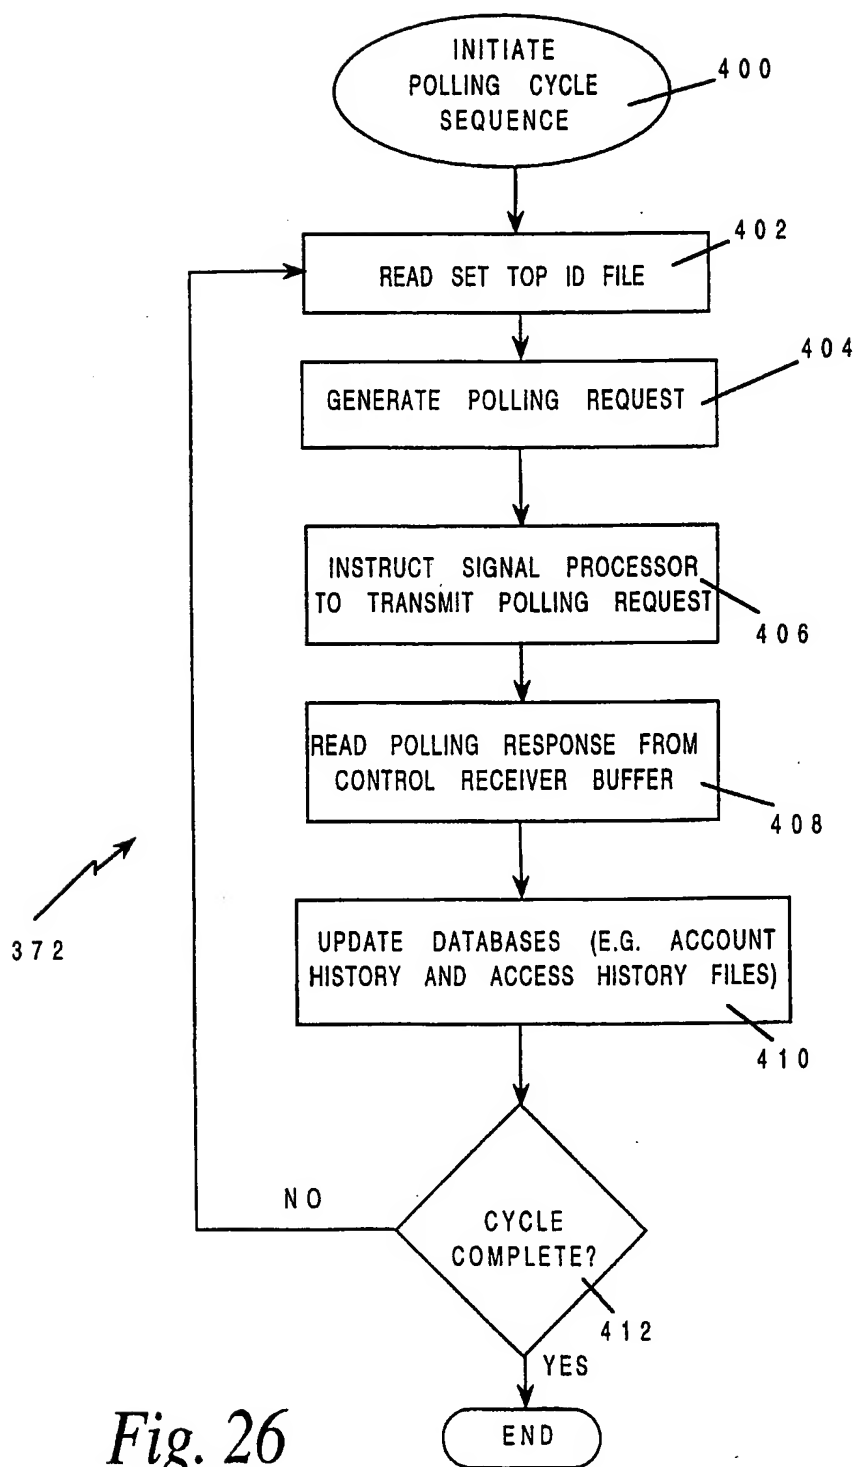 INITIATE
POLLING CYCLE
SEQUENCE
400
402
READ SET TOP ID FILE
404
GENERATE POLLING REQUEST
INSTRUCT SIGNAL PROCESSOR
TO TRANSMIT POLLING REQUEST
406
READ POLLING RESPONSE FROM
CONTROL RECEIVER BUFFER
408
372
UPDATE DATABASES (E.G. ACCOUNT
HISTORY AND ACCESS HISTORY FILES)
410
NO
CYCLE
COMPLETE?
412
YES
END
Fig. 26